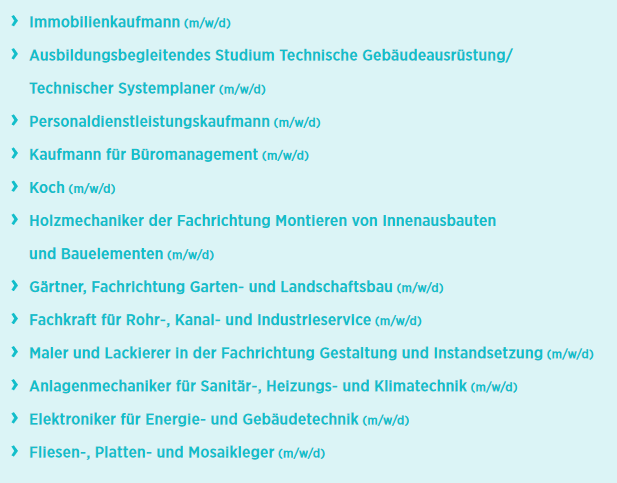 › Immobilienkaufmann (m/w/d)
› Ausbildungsbegleitendes Studium Technische Gebäudeausrüstung/
Technischer Systemplaner (m/w/d)
› Personaldienstleistungskaufmann (m/w/d)
› Kaufmann für Büromanagement (m/w/d)
› Koch (m/w/d)
› Holzmechaniker der Fachrichtung Montieren von Innenausbauten
und Bauelementen (m/w/d)
› Gärtner, Fachrichtung Garten- und Landschaftsbau (m/w/d)
› Fachkraft für Rohr-, Kanal- und Industrieservice (m/w/d)
› Maler und Lackierer in der Fachrichtung Gestaltung und Instandsetzung (m/w/d)
› Anlagenmechaniker für Sanitär-, Heizungs- und Klimatechnik (m/w/d)
› Elektroniker für Energie- und Gebäudetechnik (m/w/d)
› Fliesen-, Platten- und Mosaikleger (m/w/d)